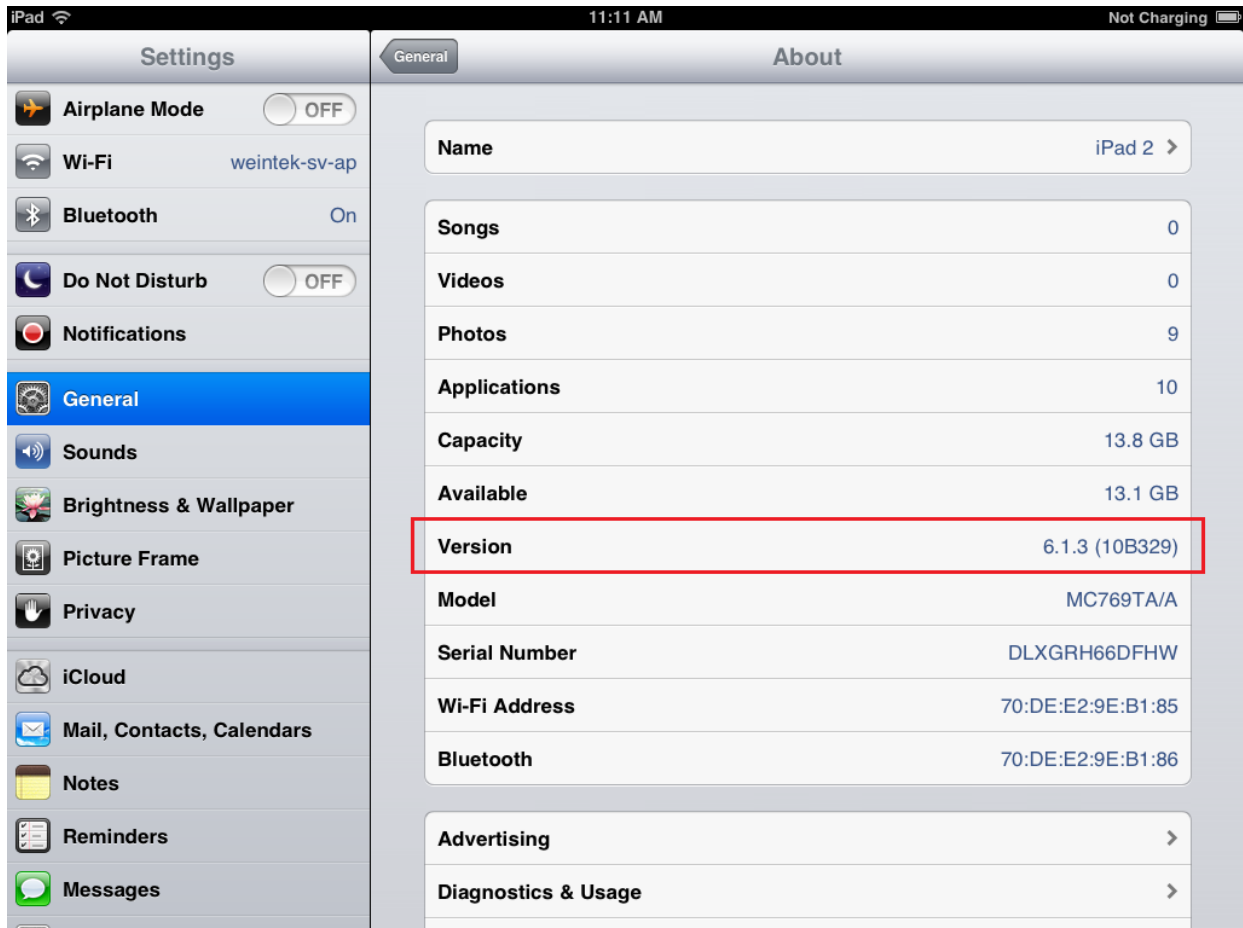 iPad 11:11 AM Not Charging
Settings
General About
Airplane Mode OFF
Wi-Fi weintek-sv-ap
Bluetooth On
Do Not Disturb OFF
Notifications
General
Sounds
Brightness & Wallpaper
Picture Frame
Privacy
iCloud
Mail, Contacts, Calendars
Notes
Reminders
Messages
Name iPad 2
Songs 0
Videos 0
Photos 9
Applications 10
Capacity 13.8 GB
Available 13.1 GB
Version 6.1.3 (10B329)
Model MC769TA/A
Serial Number DLXGRH66DFHW
Wi-Fi Address 70:DE:E2:9E:B1:85
Bluetooth 70:DE:E2:9E:B1:86
Advertising
Diagnostics & Usage